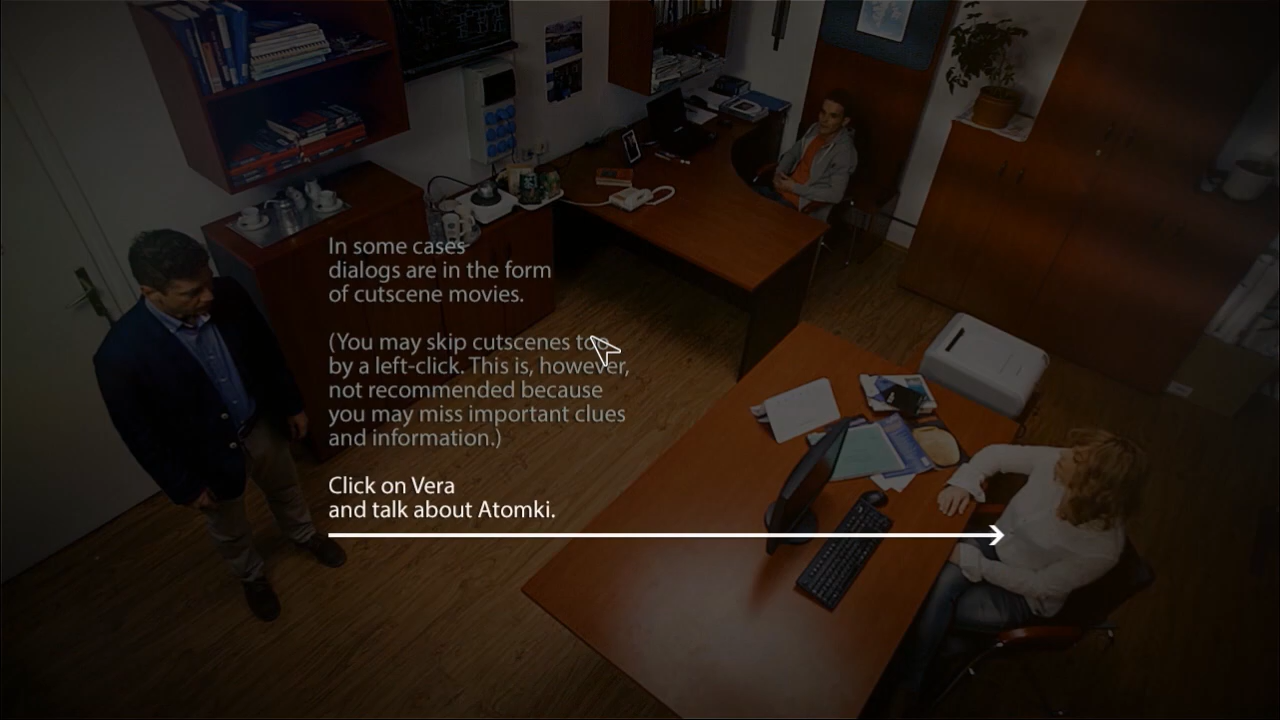 In some cases
dialogs are in the form
of cutscene movies.
(You may skip cutscenes too
by a left-click. This is, however,
not recommended because
you may miss important clues
and information.)
Click on Vera
and talk about Atomki.